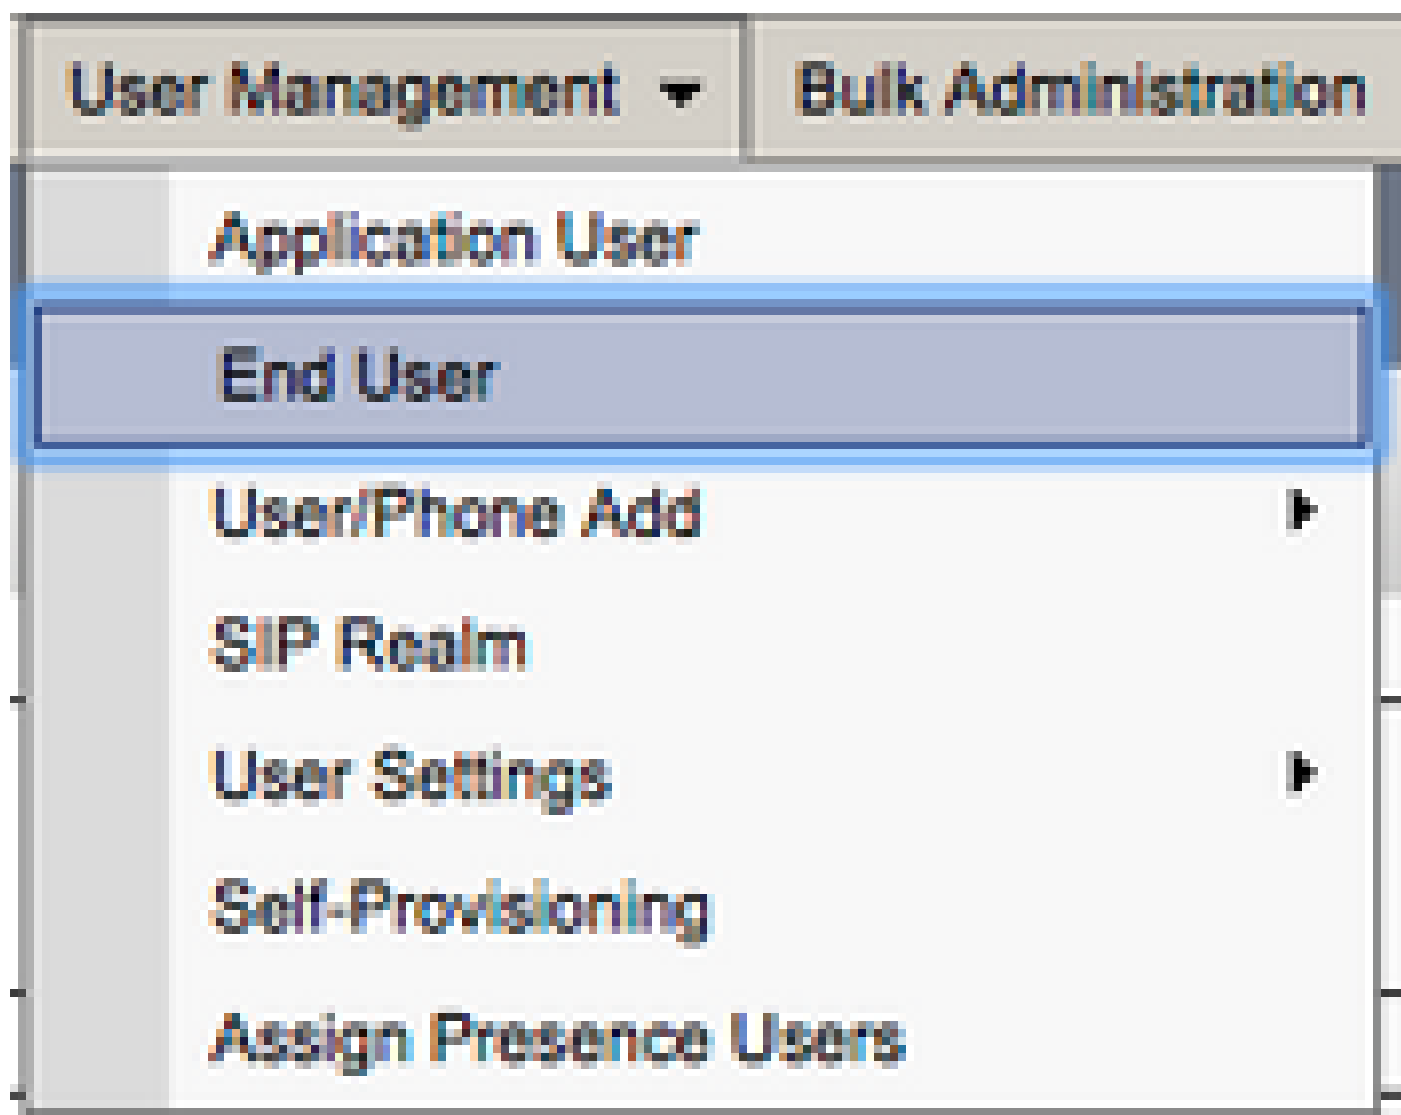 User Management Bulk Administration
Application User
End User
User/Phone Add
SIP Realm
User Settings
Self-Provisioning
Assign Presence Users